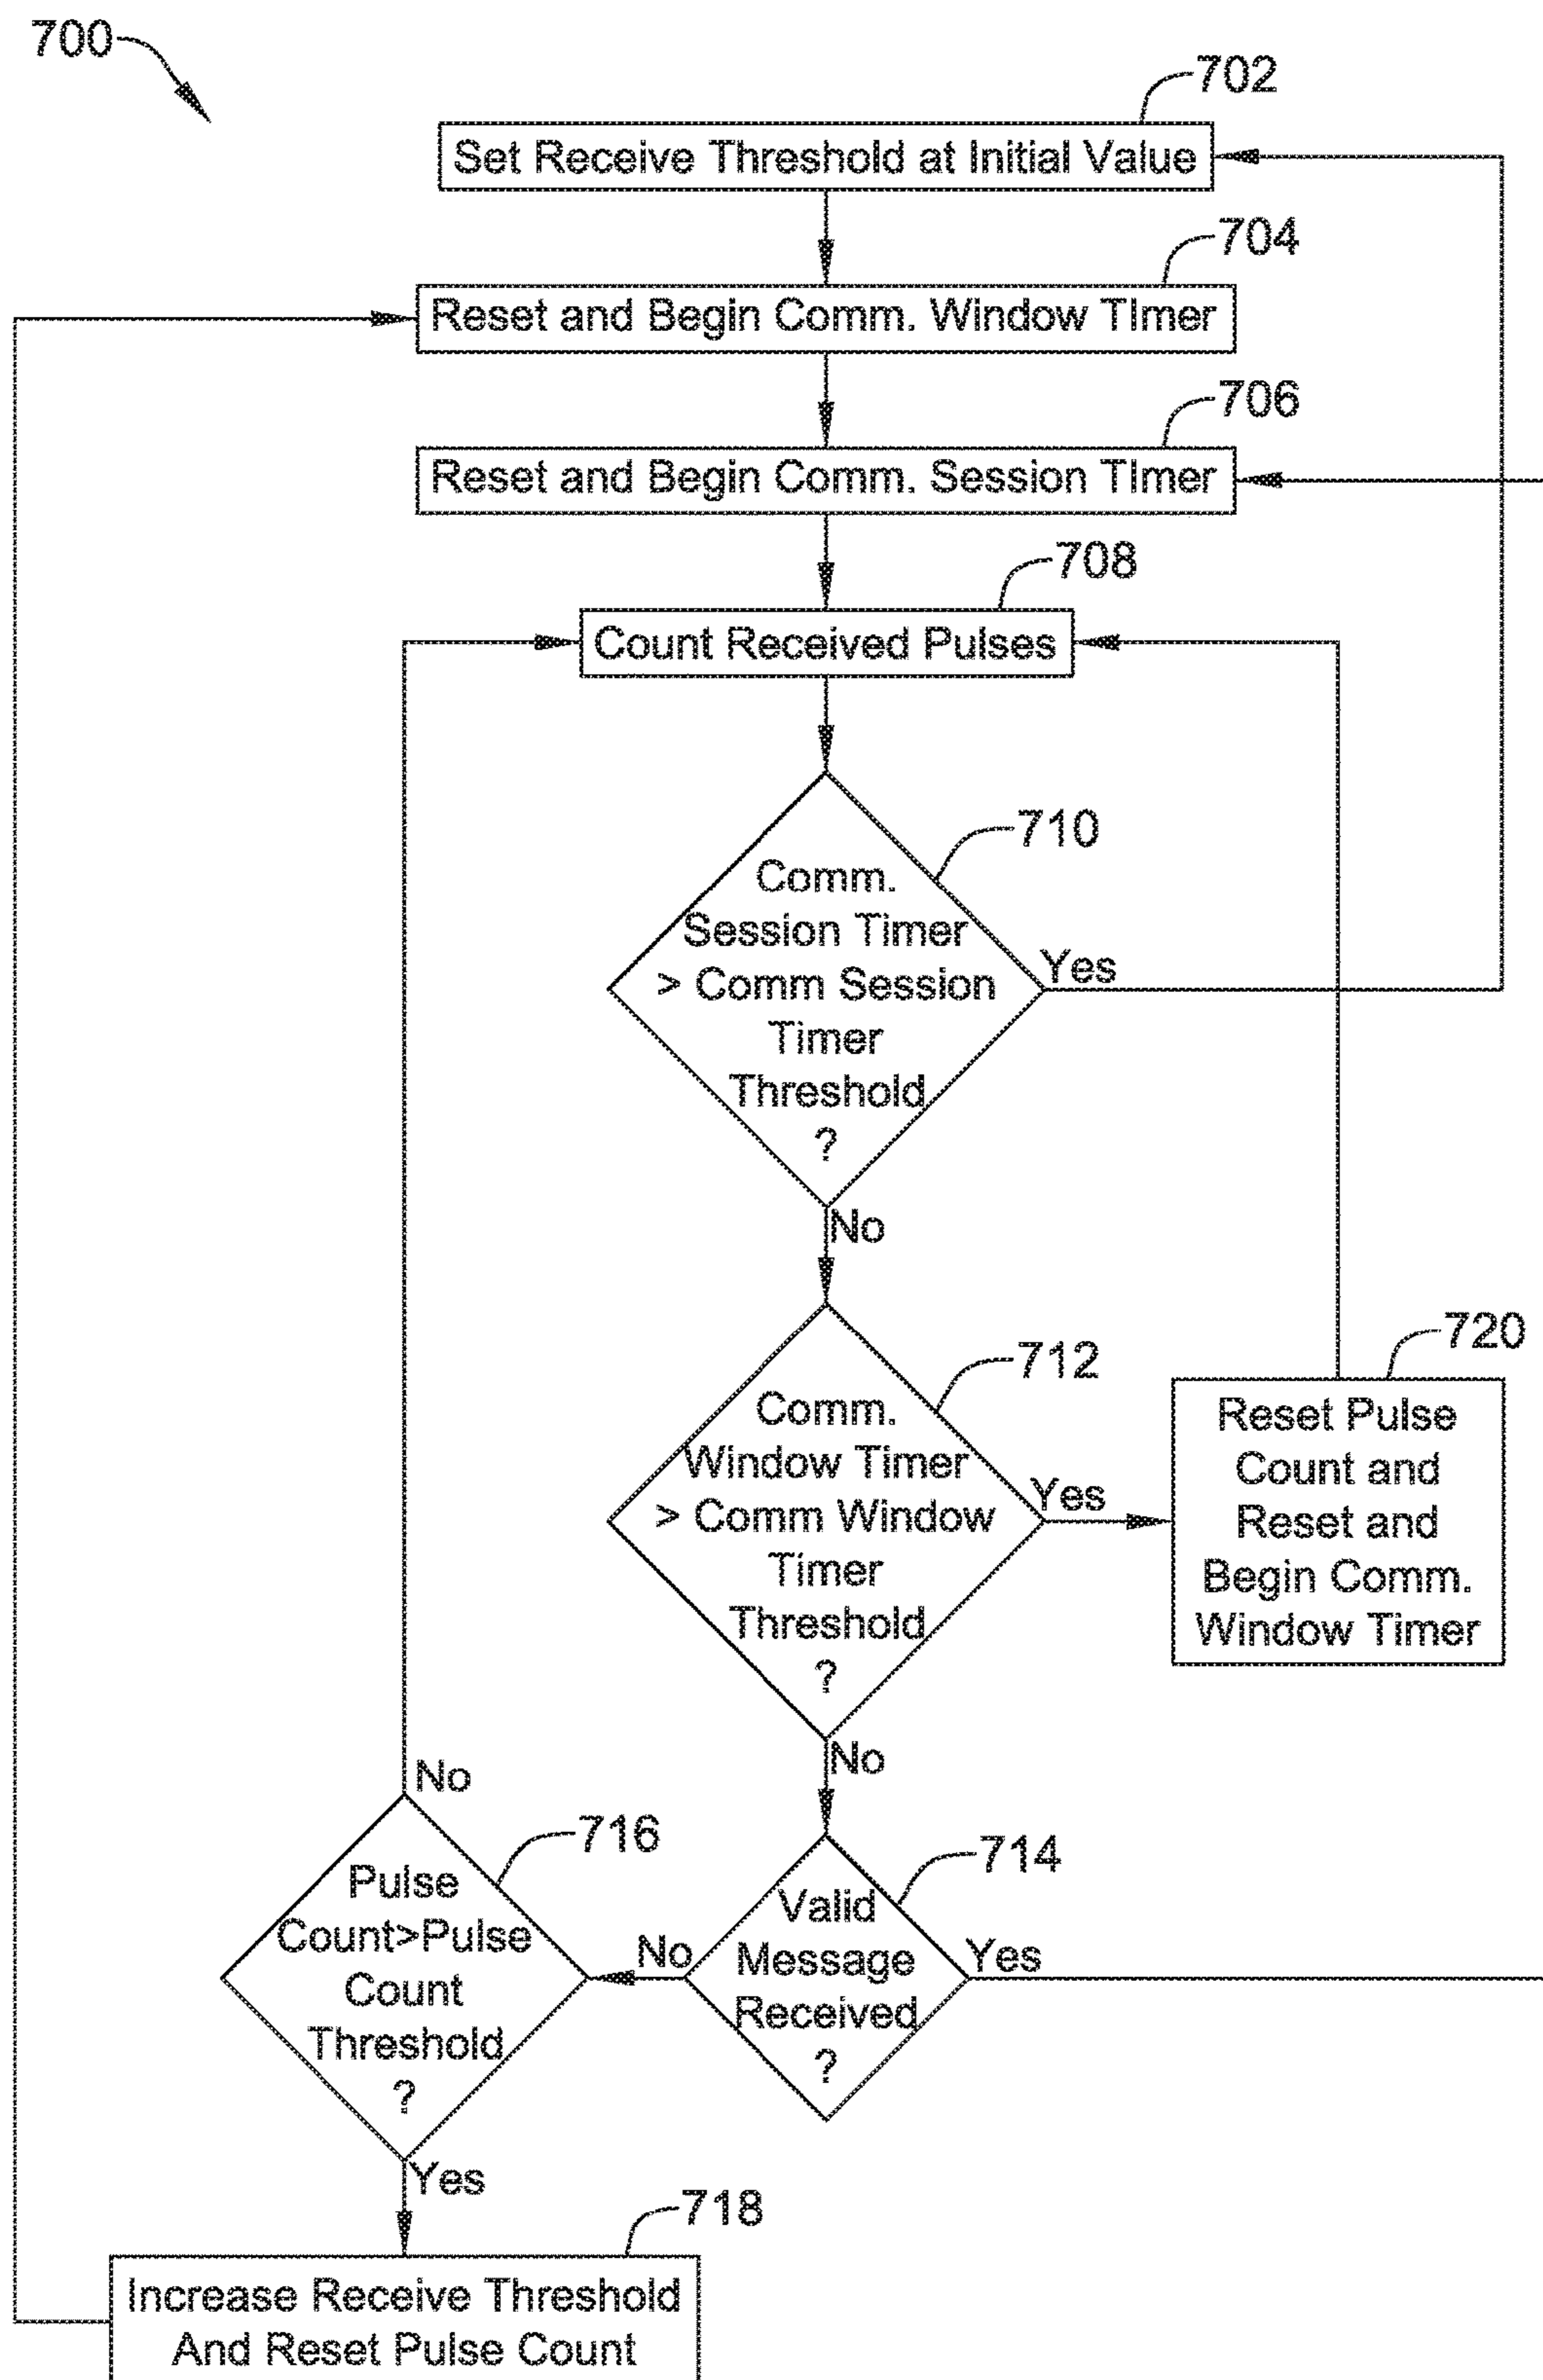 700
702
Set Receive Threshold at Initial Value
704
Reset and Begin Comm. Window TImer
706
Reset and Begin Comm. Session TImer
708
Count Received Pulses
710
Comm.
Session Timer
> Comm Session
Timer
Threshold
?
Yes
No
712
Comm.
Window Timer
> Comm Window
Timer
Threshold
?
Yes
No
720
Reset Pulse
Count and
Reset and
Begin Comm.
Window Timer
714
Valid
Message
Received
?
Yes
No
716
Pulse
Count>Pulse
Count
Threshold
?
No
Yes
718
Increase Receive Threshold
And Reset Pulse Count